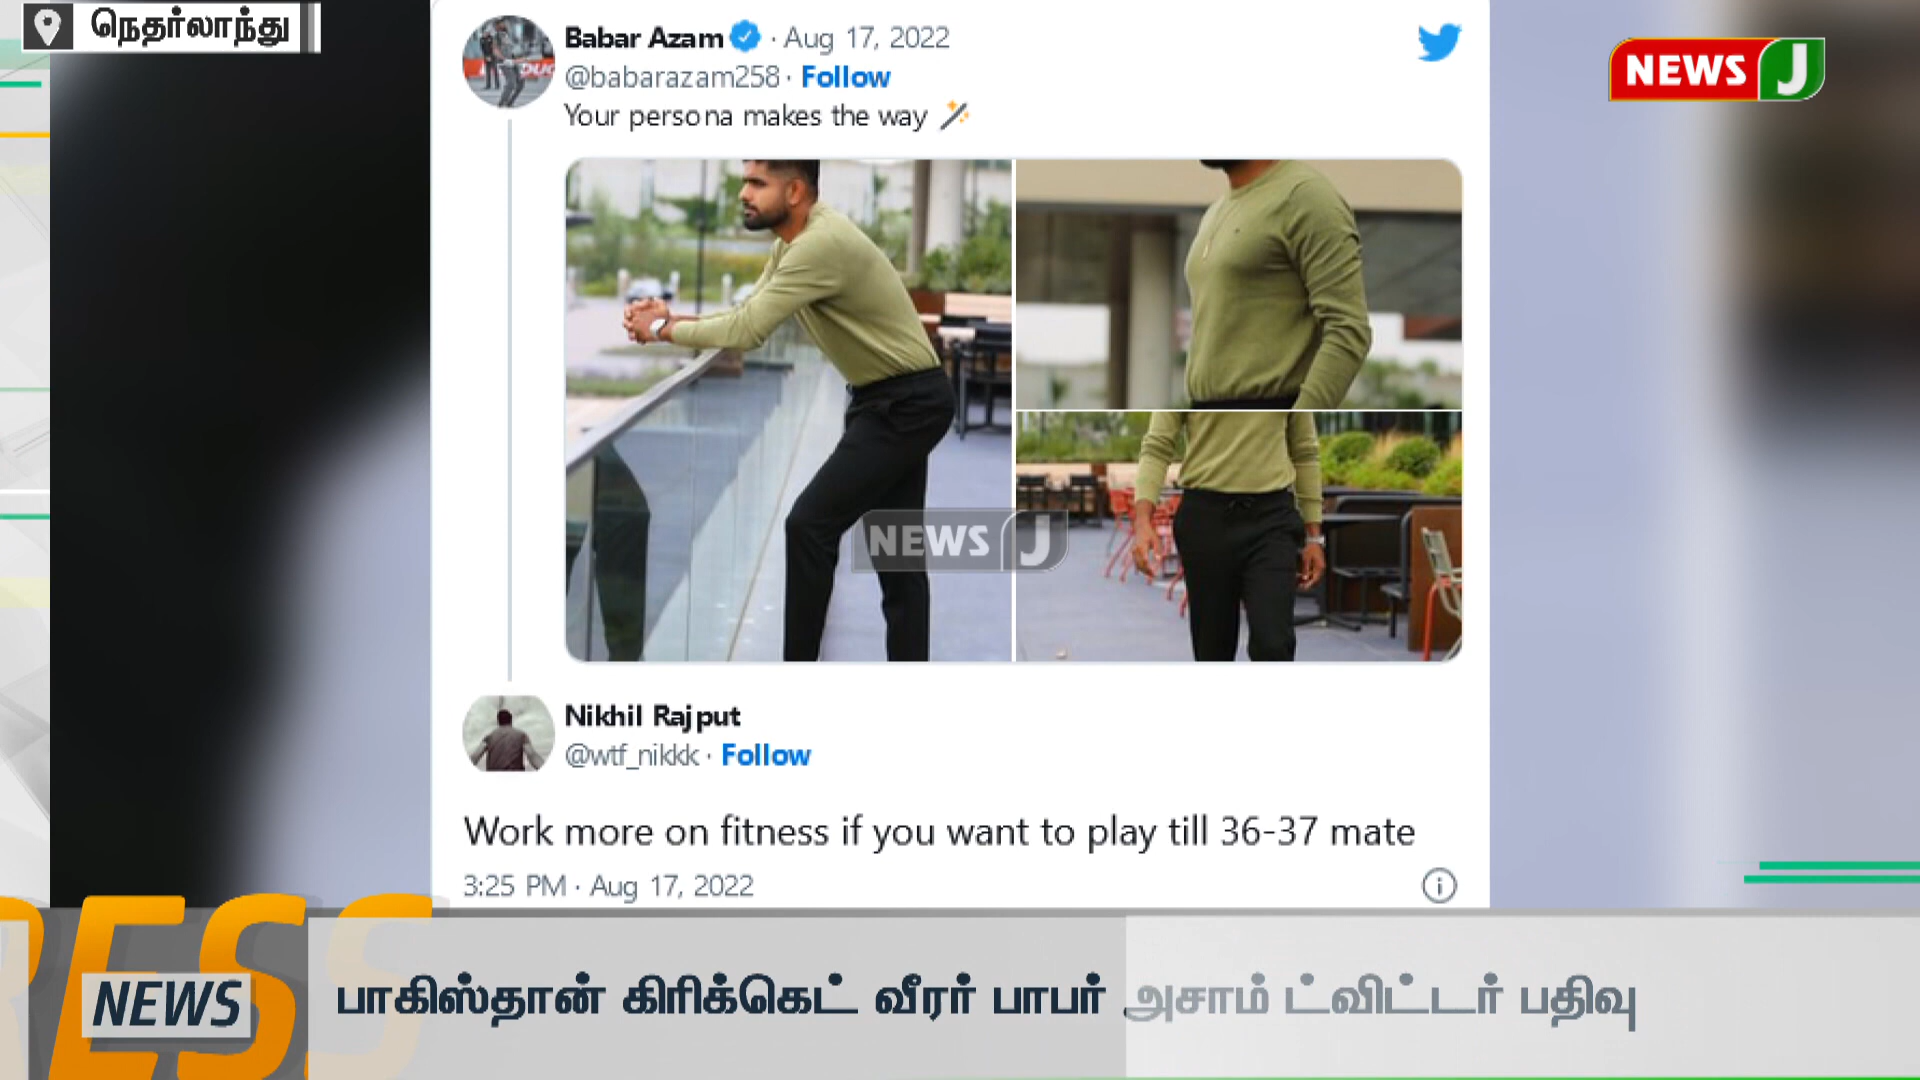 நெதர்லாந்து
Babar Azam · Aug 17, 2022
@babarazam258 · Follow
Your persona makes the way
NEWS J
NEWS J
Nikhil Rajput
@wtf_nikkk · Follow
Work more on fitness if you want to play till 36-37 mate
3:25 PM · Aug 17, 2022
RESS
NEWS
பாகிஸ்தான் கிரிக்கெட் வீரர் பாபர் அசாம் ட்விட்டர் பதிவு